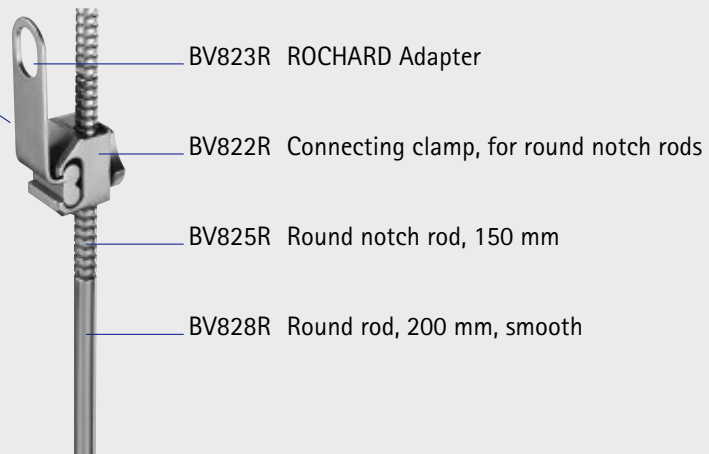 BV823R ROCHARD Adapter
BV822R Connecting clamp, for round notch rods
BV825R Round notch rod, 150 mm
BV828R Round rod, 200 mm, smooth